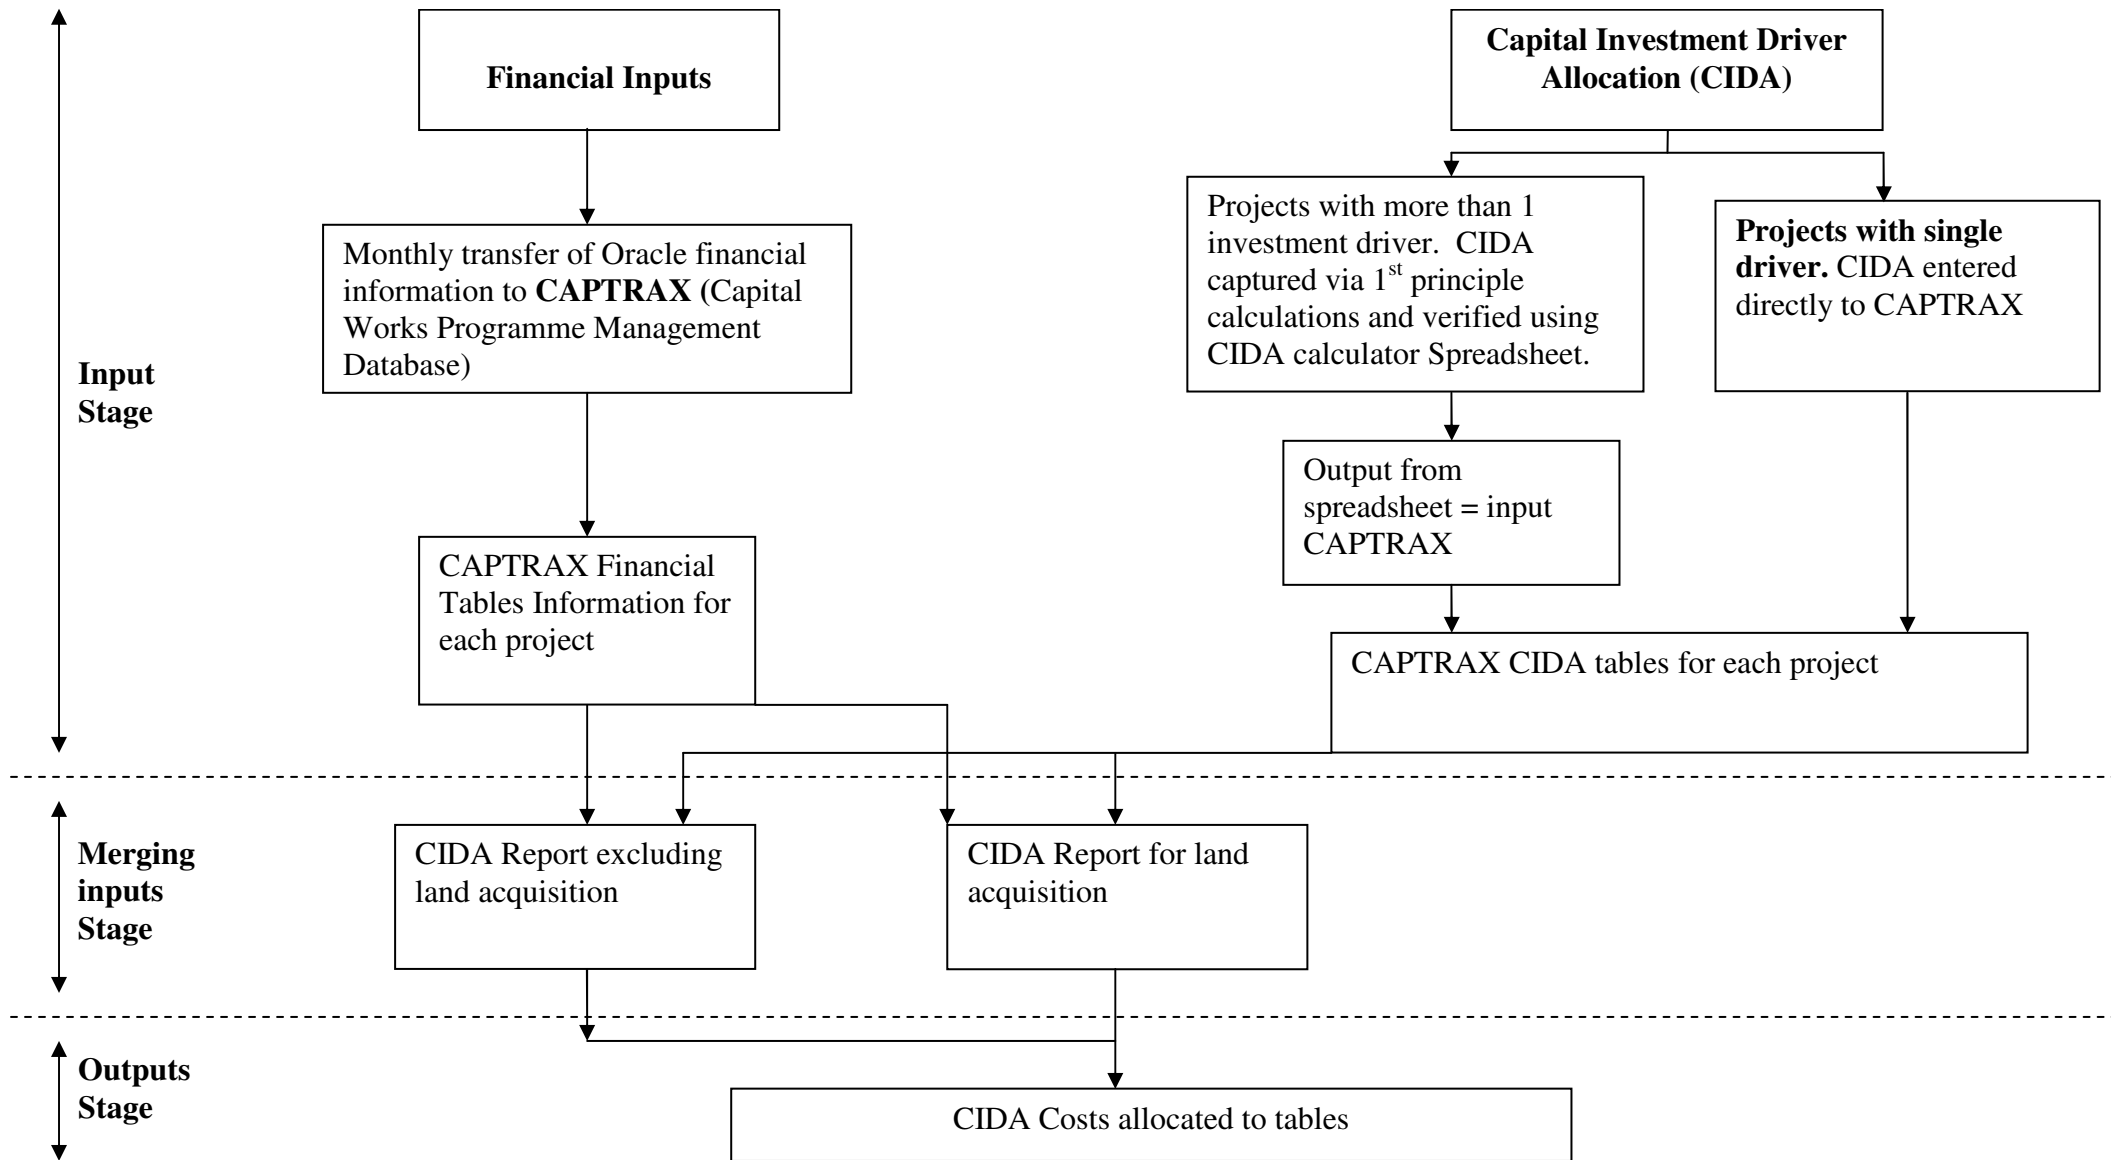 Financial Inputs
Capital Investment Driver
Allocation (CIDA)
Monthly transfer of Oracle financial
information to CAPTRAX (Capital
Works Programme Management
Database)
Projects with more than 1
investment driver.  CIDA
captured via 1st principle
calculations and verified using
CIDA calculator Spreadsheet.
Projects with single
driver. CIDA entered
directly to CAPTRAX
Input
Stage
Output from
spreadsheet = input
CAPTRAX
CAPTRAX Financial
Tables Information for
each project
CAPTRAX CIDA tables for each project
Merging
inputs
Stage
CIDA Report excluding
land acquisition
CIDA Report for land
acquisition
Outputs
Stage
CIDA Costs allocated to tables